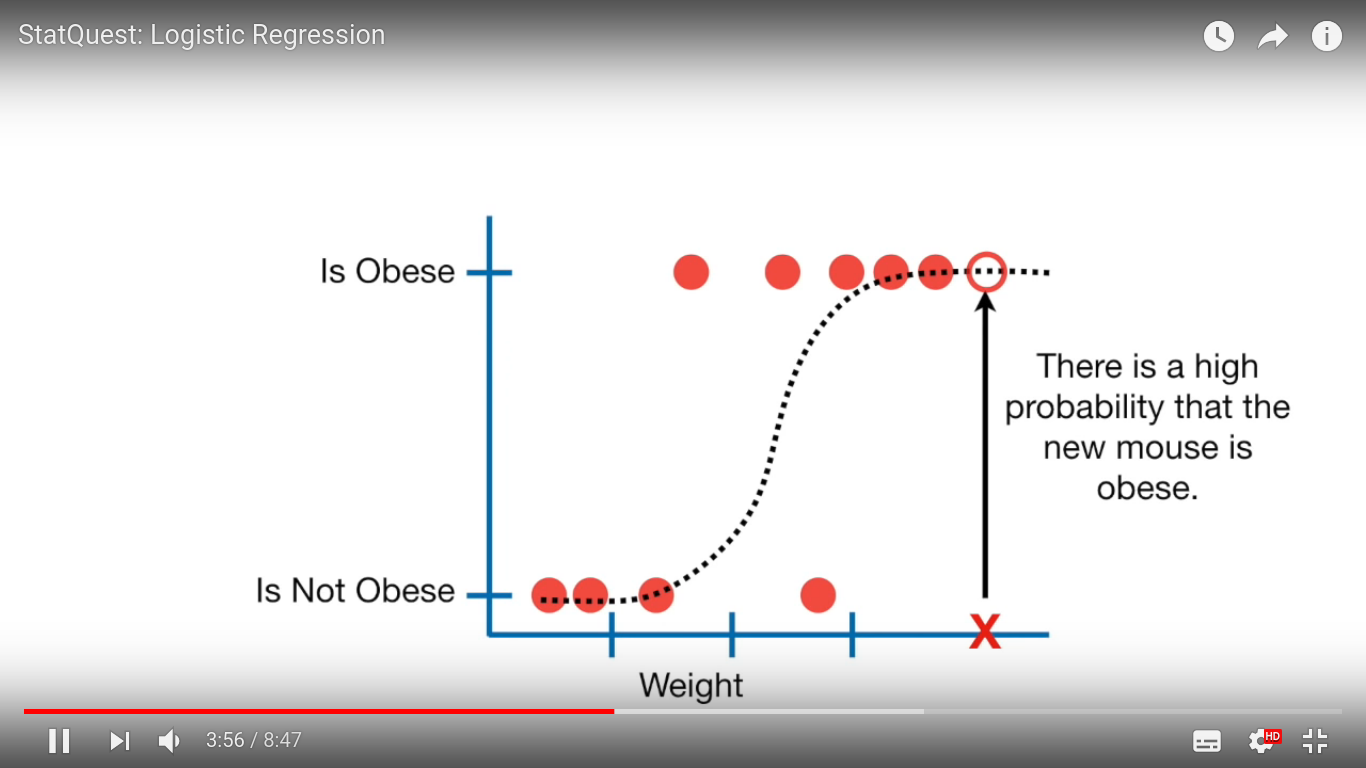 StatQuest: Logistic Regression
Is Obese
There is a high
probability that the
new mouse is
obese.
Is Not Obese
X
Weight
3:56 / 8:47
HD